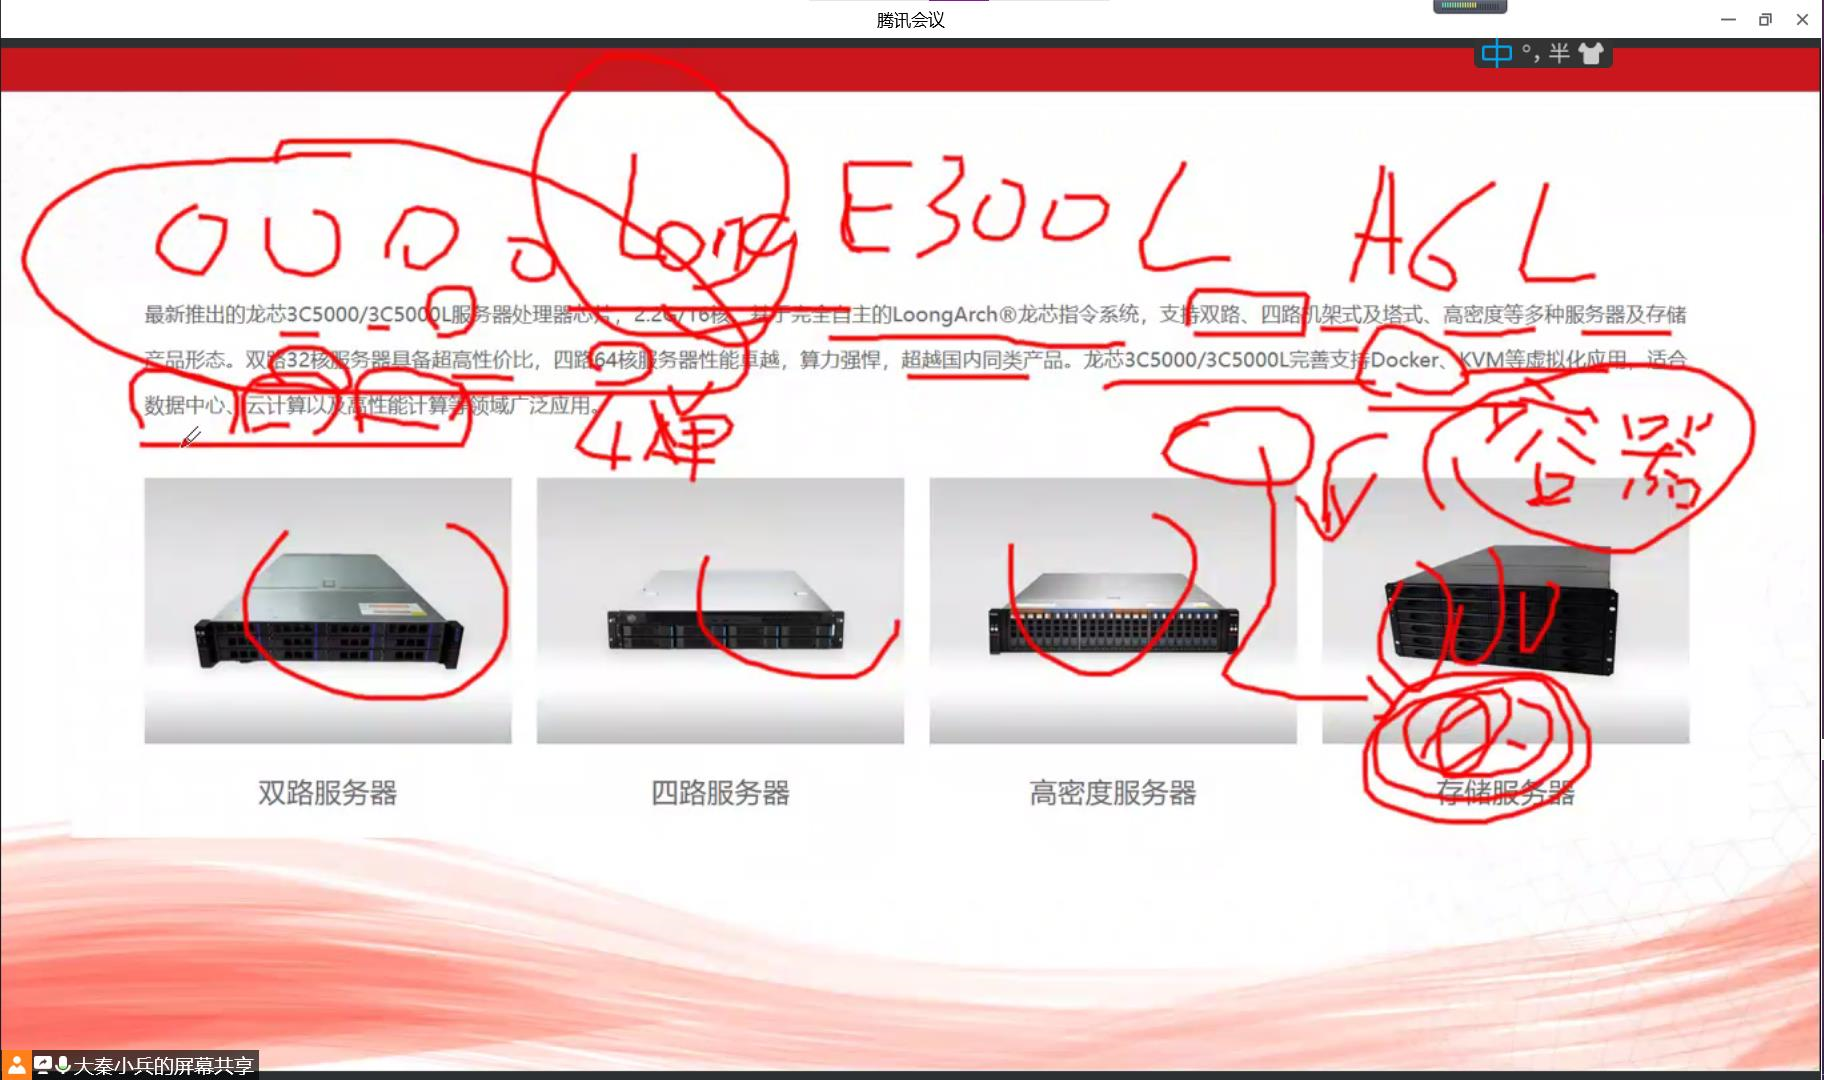 腾讯会议
中 °, 半
Long E300L A6L
最新推出的龙芯3C5000/3C5000L服务器处理器芯片，2.2G/16核，基于完全自主的LoongArch®龙芯指令系统，支持双路、四路机架式及塔式、高密度等多种服务器及存储
产品形态。双路32核服务器具备超高性价比，四路64核服务器性能卓越，算力强悍，超越国内同类产品。龙芯3C5000/3C5000L完善支持Docker、KVM等虚拟化应用，适合
数据中心、云计算以及高性能计算等领域广泛应用。
容器
双路服务器 四路服务器 高密度服务器 存储服务器
大秦小兵的屏幕共享